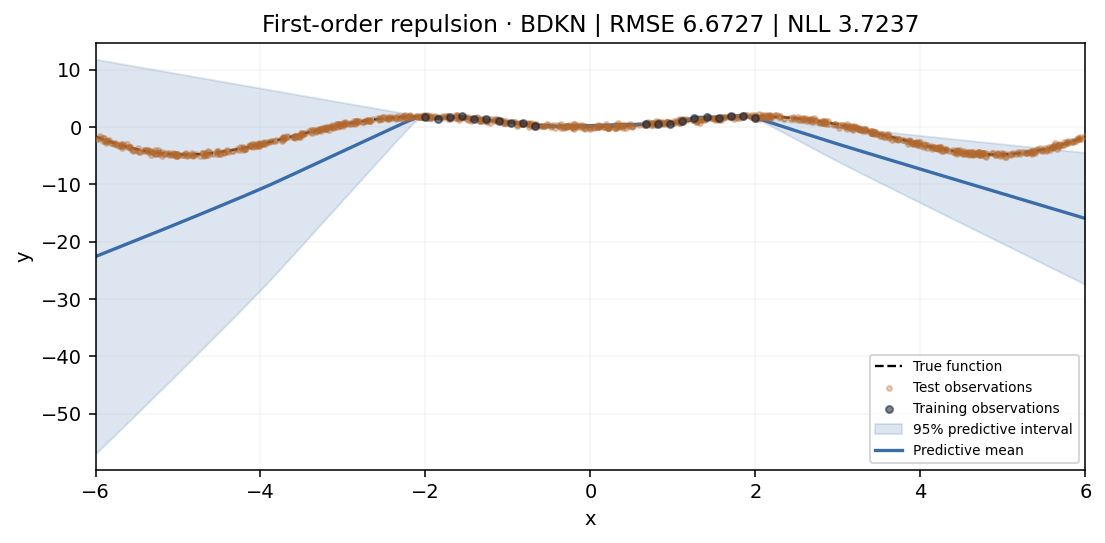 First-order repulsion · BDKN | RMSE 6.6727 | NLL 3.7237
10
0
−10
−20
−30
−40
−50
y
−6
−4
−2
0
2
4
6
x
True function
Test observations
Training observations
95% predictive interval
Predictive mean